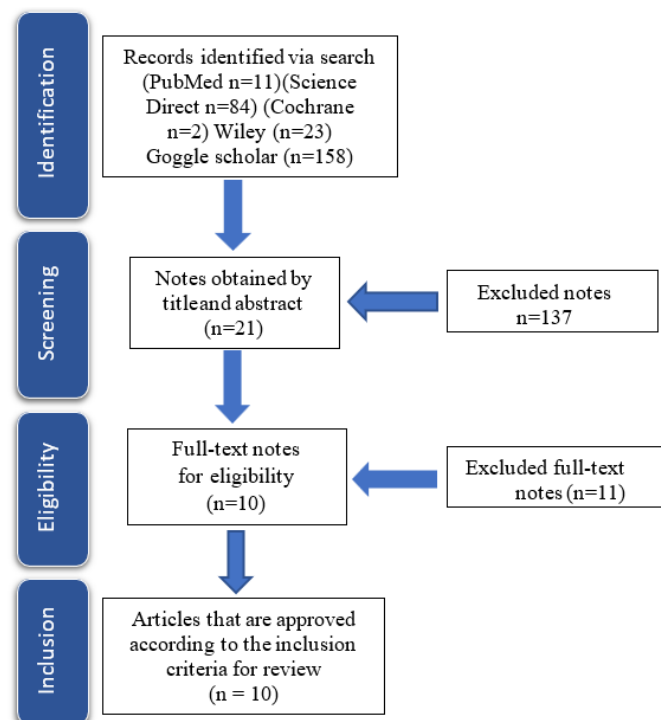 Identification
Records identified via search
(PubMed n=11)(Science
Direct n=84) (Cochrane
n=2) Wiley (n=23)
Goggle scholar (n=158)
Screening
Notes obtained by
titleand abstract
(n=21)
Excluded notes
n=137
Eligibility
Full-text notes
for eligibility
(n=10)
Excluded full-text
notes (n=11)
Inclusion
Articles that are approved
according to the inclusion
criteria for review
(n = 10)